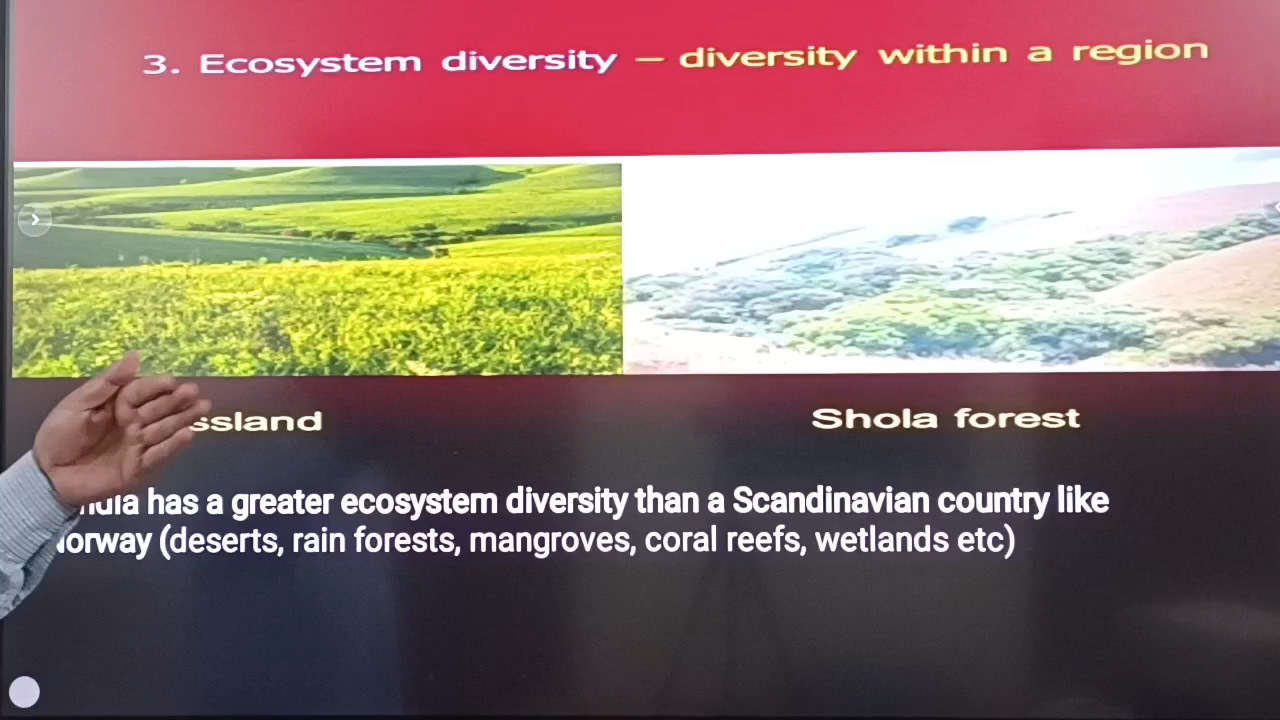 3. Ecosystem diversity – diversity within a region
Shola forest
has a greater ecosystem diversity than a Scandinavian country like
(deserts, rain forests, mangroves, coral reefs, wetlands etc)